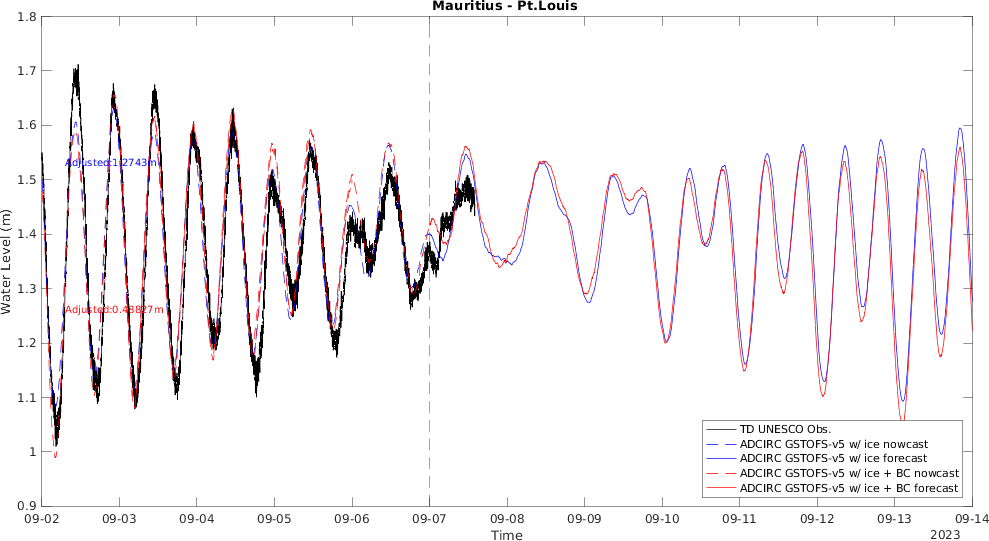 Mauritius - Pt.Louis
1.8
1.7
1.6
1.5
1.4
1.3
1.2
1.1
1
0.9
Water Level (m)
Adjusted:1.2743m
Adjusted:0.48827m
TD UNESCO Obs.
ADCIRC GSTOFS-v5 w/ ice nowcast
ADCIRC GSTOFS-v5 w/ ice forecast
ADCIRC GSTOFS-v5 w/ ice + BC nowcast
ADCIRC GSTOFS-v5 w/ ice + BC forecast
09-02 09-03 09-04 09-05 09-06 09-07 09-08 09-09 09-10 09-11 09-12 09-13 09-14
Time
2023